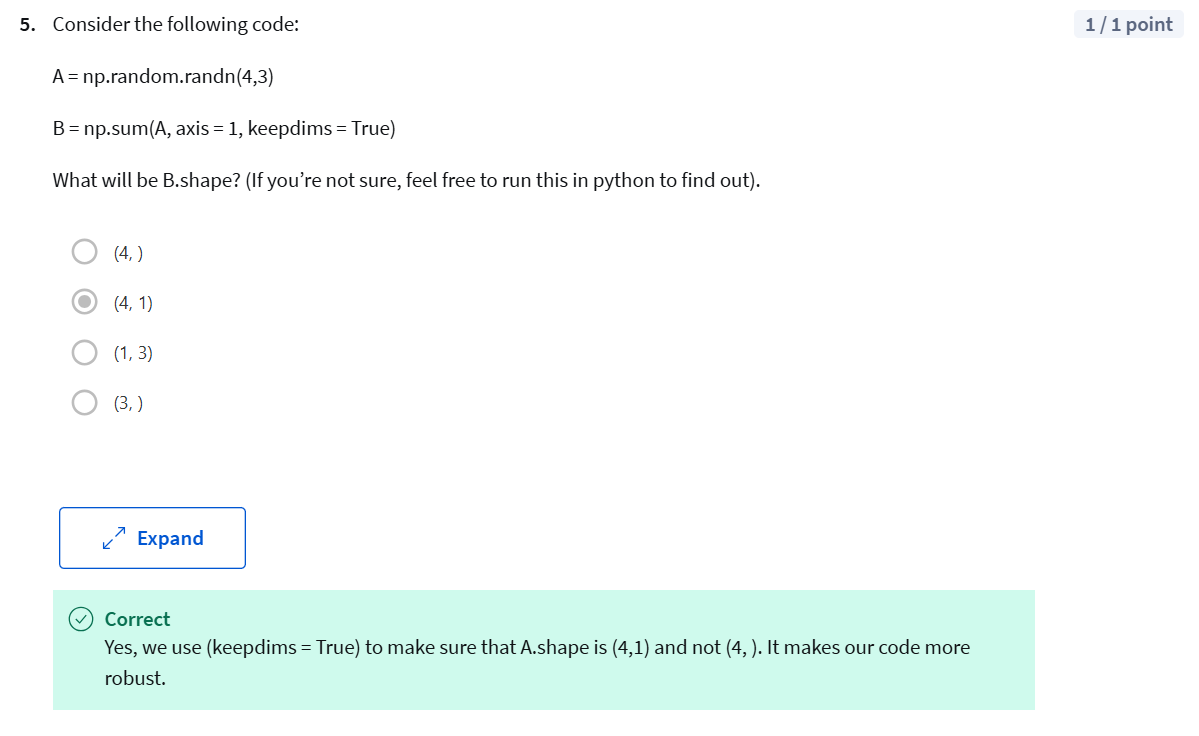 5. Consider the following code:
1 / 1 point
A = np.random.randn(4,3)
B = np.sum(A, axis = 1, keepdims = True)
What will be B.shape? (If you’re not sure, feel free to run this in python to find out).
(4, )
(4, 1)
(1, 3)
(3, )
Expand
Correct
Yes, we use (keepdims = True) to make sure that A.shape is (4,1) and not (4, ). It makes our code more
robust.